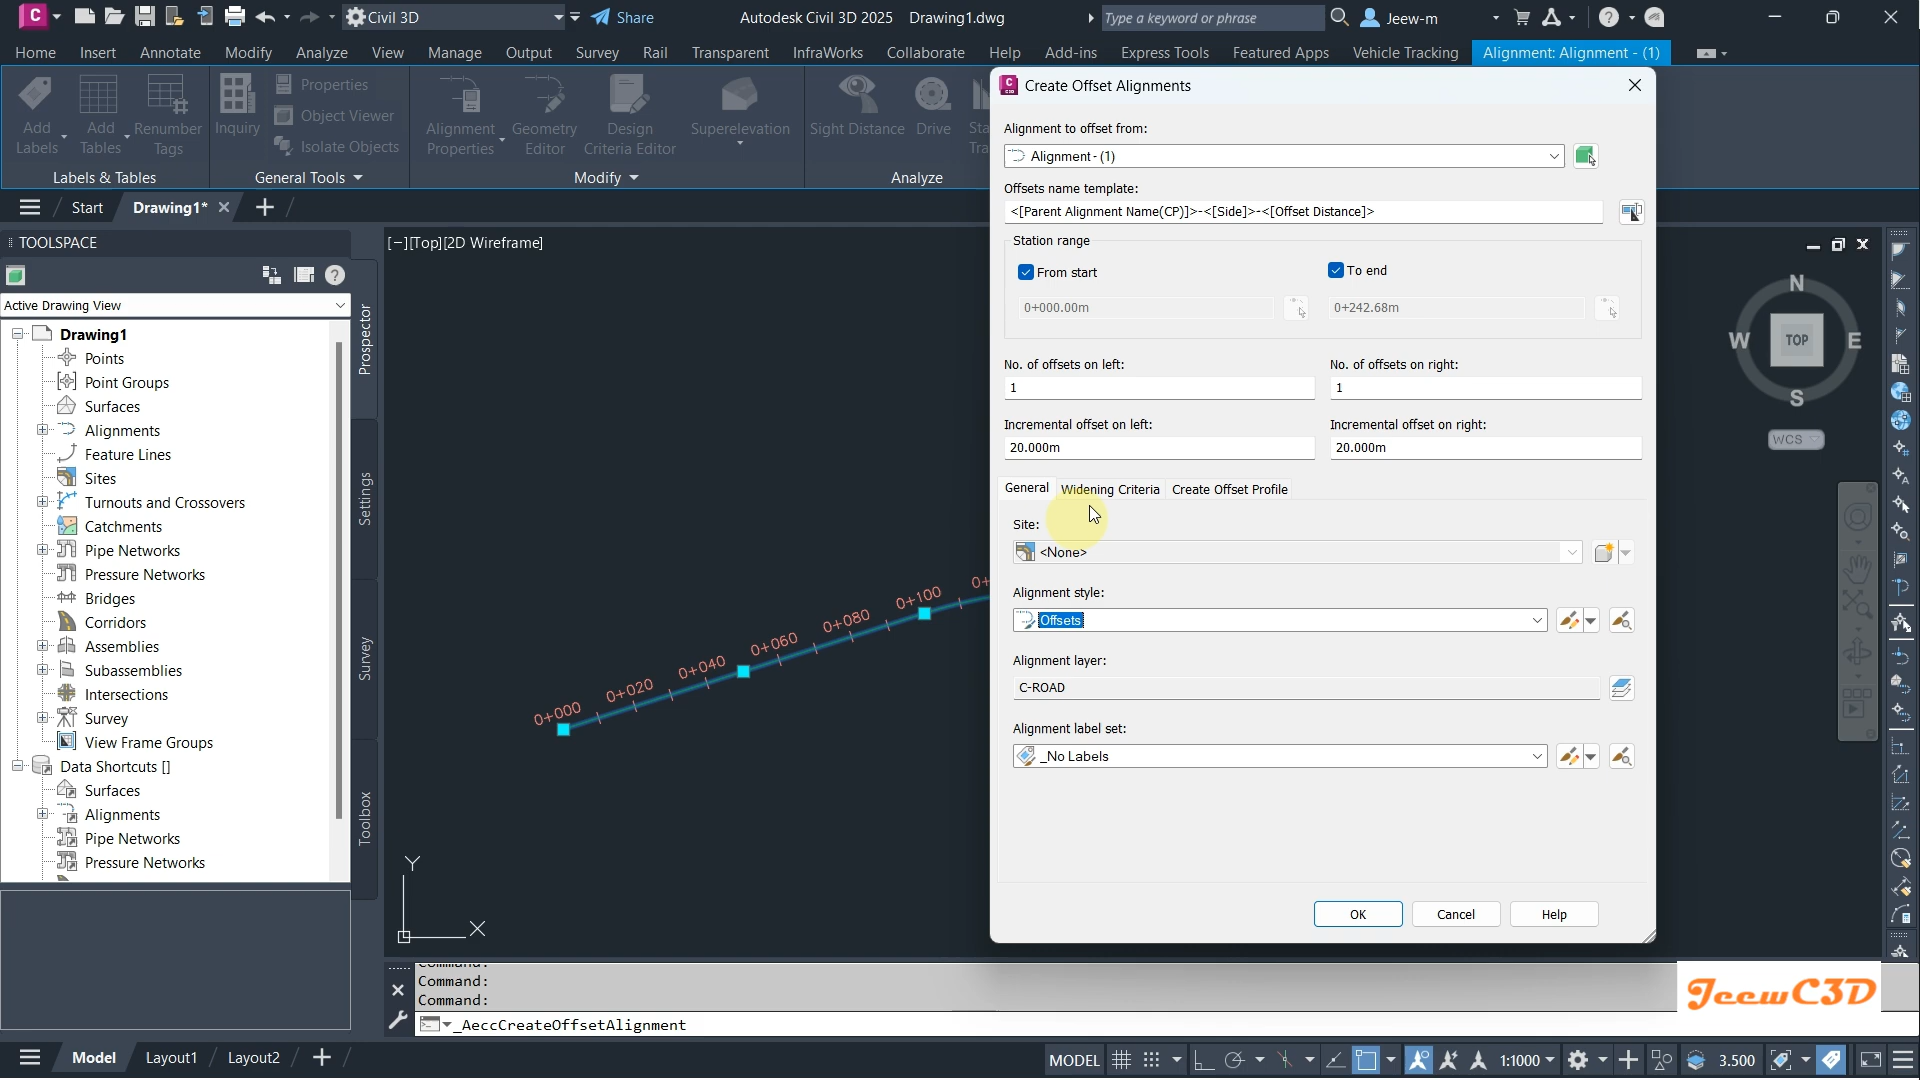 Civil 3D
Share
Autodesk Civil 3D 2025 Drawing1.dwg
Type a keyword or phrase
Jeew-m
Home Insert Annotate Modify Analyze View Manage Output Survey Rail Transparent InfraWorks Collaborate Help Add-ins Express Tools Featured Apps Vehicle Tracking Alignment: Alignment - (1)
Add Labels
Add Tables
Renumber Tags
Inquiry
Properties
Object Viewer
Isolate Objects
Alignment Properties
Geometry Editor
Design Criteria Editor
Superelevation
Sight Distance
Drive
Labels & Tables
General Tools
Modify
Analyze
Start
Drawing1*
TOOLSPACE
Active Drawing View
Drawing1
Points
Point Groups
Surfaces
Alignments
Feature Lines
Sites
Turnouts and Crossovers
Catchments
Pipe Networks
Pressure Networks
Bridges
Corridors
Assemblies
Subassemblies
Intersections
Survey
View Frame Groups
Data Shortcuts []
Surfaces
Alignments
Pipe Networks
Pressure Networks
Prospector
Settings
Survey
Toolbox
[−][Top][2D Wireframe]
0+000
0+020
0+040
0+060
0+080
0+100
0+
Y
X
Create Offset Alignments
Alignment to offset from:
Alignment - (1)
Offsets name template:
<[Parent Alignment Name(CP)]>-<[Side]>-<[Offset Distance]>
Station range
From start
To end
0+000.00m
0+242.68m
No. of offsets on left:
No. of offsets on right:
1
1
Incremental offset on left:
Incremental offset on right:
20.000m
20.000m
General Widening Criteria Create Offset Profile
Site:
<None>
Alignment style:
Offsets
Alignment layer:
C-ROAD
Alignment label set:
_No Labels
OK Cancel Help
N
W TOP E
S
WCS
Command:
Command:
_AeccCreateOffsetAlignment
JeewC3D
Model Layout1 Layout2
MODEL
1:1000
3.500